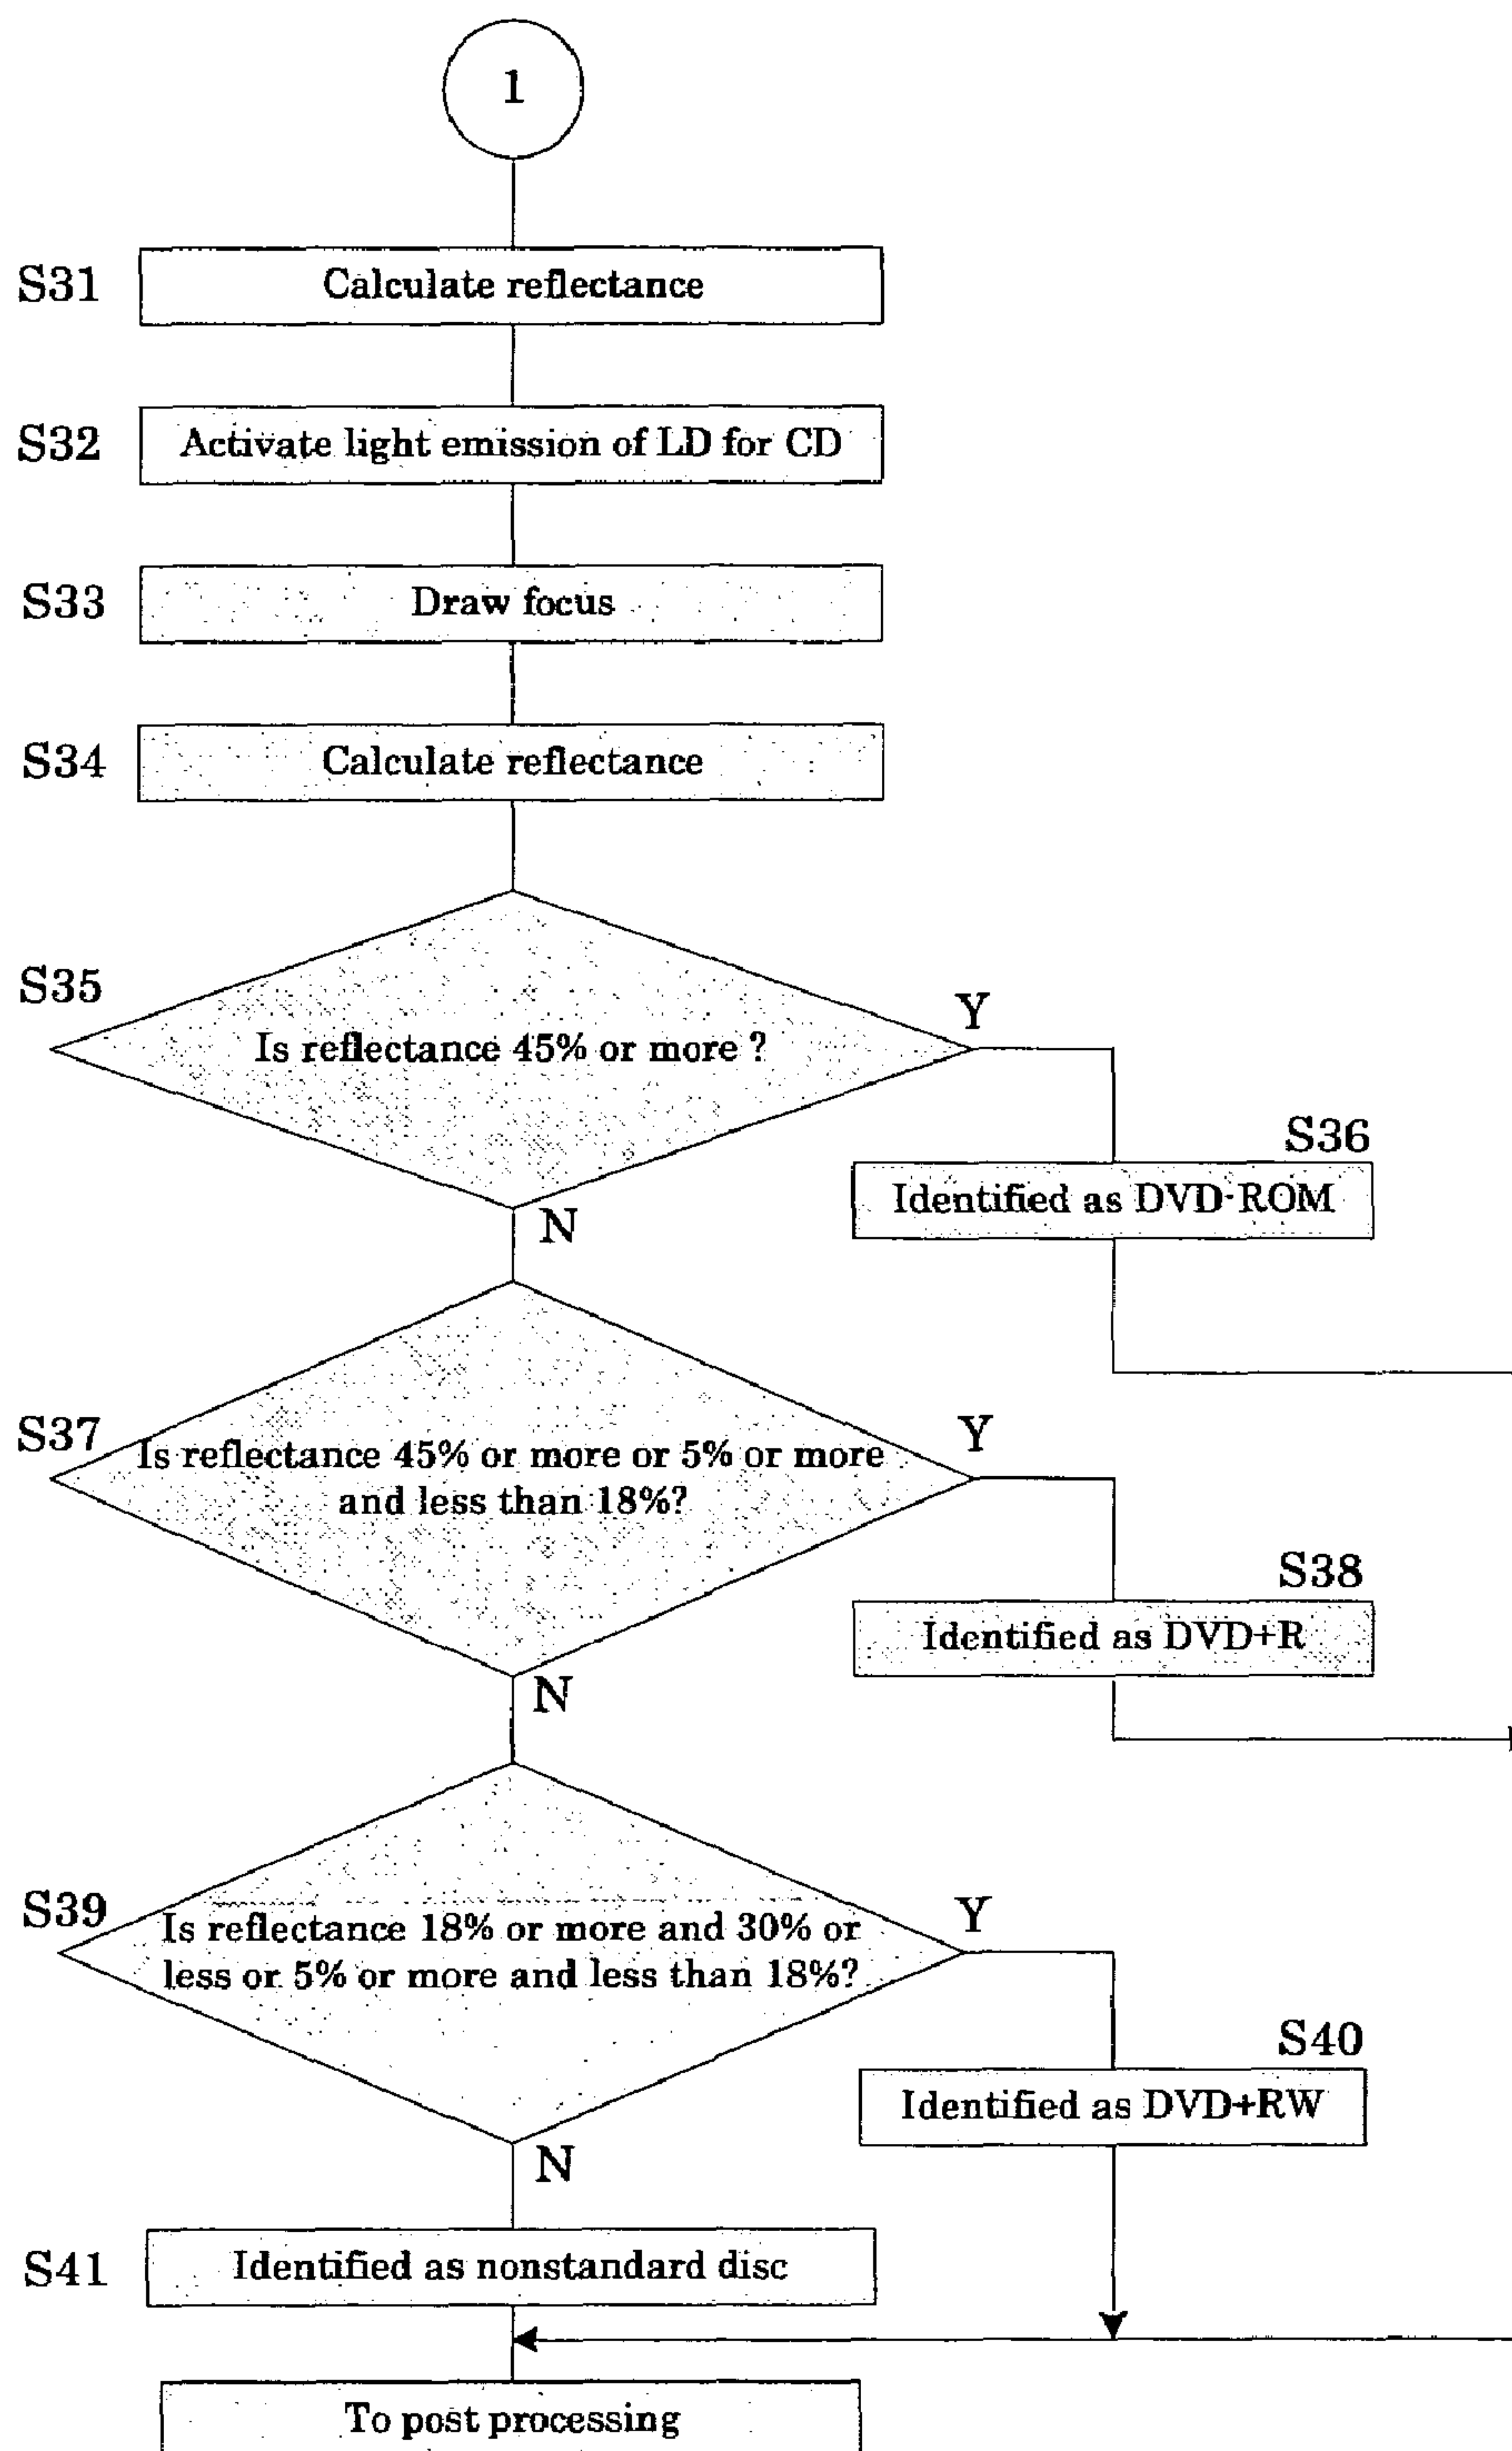 1
S31
Calculate reflectance
S32
Activate light emission of LD for CD
S33
Draw focus
S34
Calculate reflectance
S35
Is reflectance 45% or more ?
Y
N
S36
Identified as DVD-ROM
S37
Is reflectance 45% or more or 5% or more
and less than 18%?
Y
N
S38
Identified as DVD+R
S39
Is reflectance 18% or more and 30% or
less or 5% or more and less than 18%?
Y
N
S40
Identified as DVD+RW
S41
Identified as nonstandard disc
To post processing